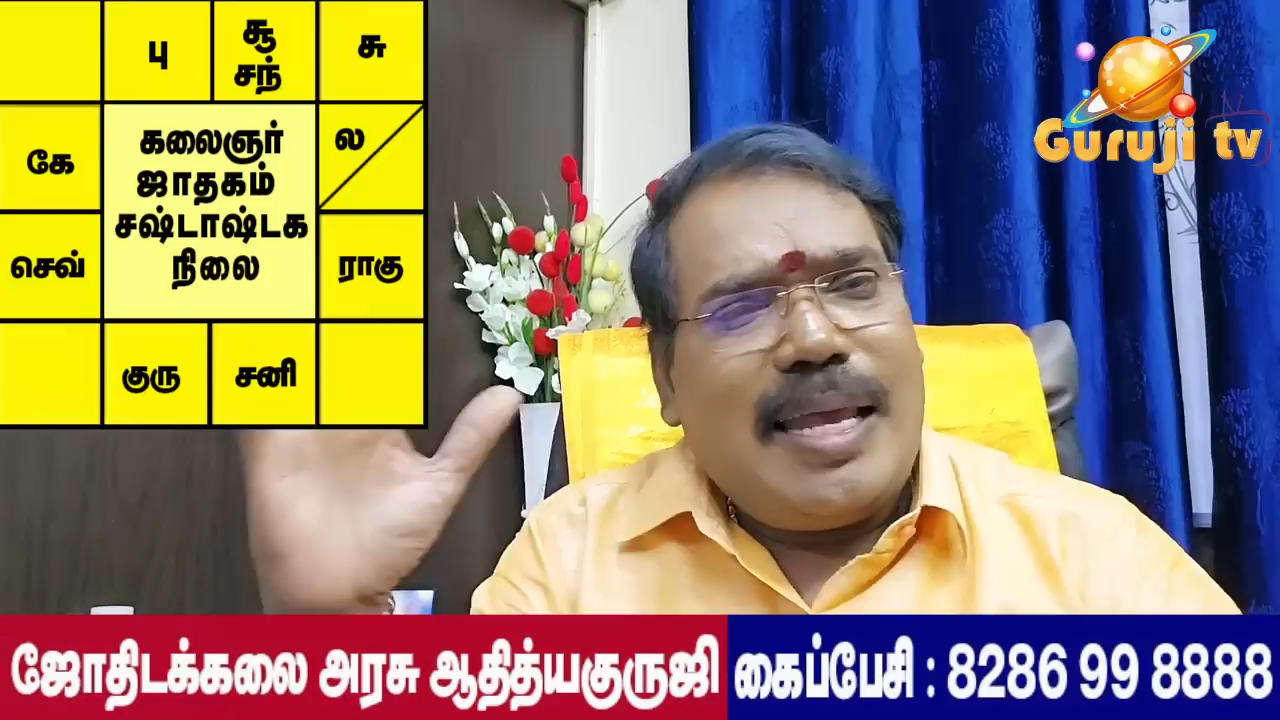 பு
சூ
சந்
சு
கே
கலைஞர்
ஜாதகம்
சஷ்டாஷ்டக
நிலை
ல
செவ்
ராகு
குரு
சனி
Guruji tv
ஜோதிடக்கலை அரசு ஆதித்யகுருஜி
கைப்பேசி : 8286 99 8888